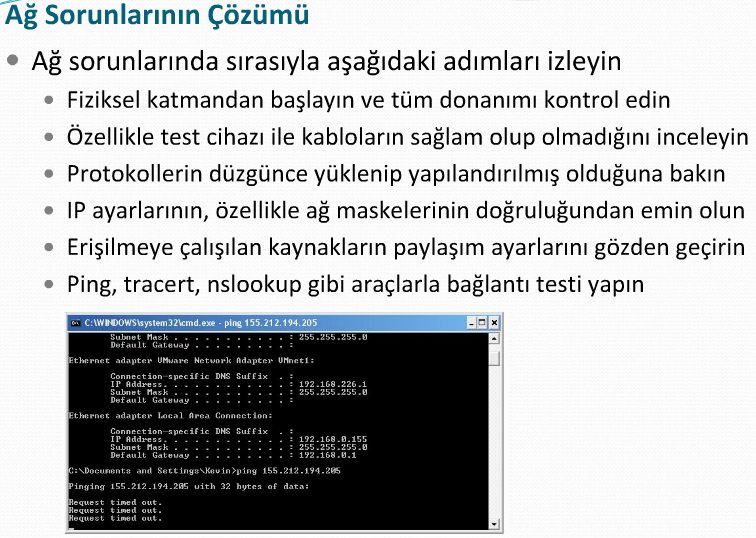 Ağ Sorunlarının Çözümü
Ağ sorunlarında sırasıyla aşağıdaki adımları izleyin
Fiziksel katmandan başlayın ve tüm donanımı kontrol edin
Özellikle test cihazı ile kabloların sağlam olup olmadığını inceleyin
Protokollerin düzgünce yüklenip yapılandırılmış olduğuna bakın
IP ayarlarının, özellikle ağ maskelerinin doğruluğundan emin olun
Erişilmeye çalışılan kaynakların paylaşım ayarlarını gözden geçirin
Ping, tracert, nslookup gibi araçlarla bağlantı testi yapın
C:\WINDOWS\system32\cmd.exe - ping 155.212.194.205
Subnet Mask . . . . . . . . . . . : 255.255.255.0
Default Gateway . . . . . . . . . :
Ethernet adapter VMware Network Adapter VMnet1:
Connection-specific DNS Suffix  . :
IP Address. . . . . . . . . . . . : 192.168.226.1
Subnet Mask . . . . . . . . . . . : 255.255.255.0
Default Gateway . . . . . . . . . :
Ethernet adapter Local Area Connection:
Connection-specific DNS Suffix  . :
IP Address. . . . . . . . . . . . : 192.168.0.155
Subnet Mask . . . . . . . . . . . : 255.255.255.0
Default Gateway . . . . . . . . . : 192.168.0.1
C:\Documents and Settings\Kevin>ping 155.212.194.205
Pinging 155.212.194.205 with 32 bytes of data:
Request timed out.
Request timed out.
Request timed out.